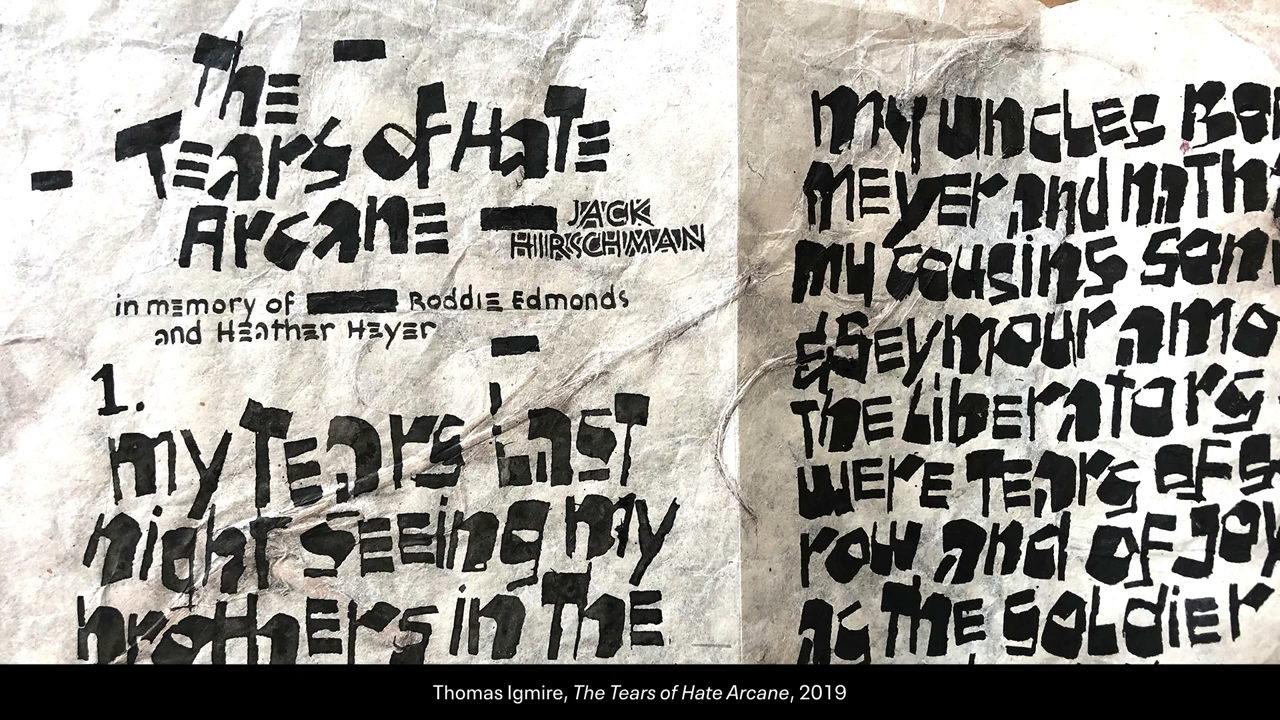 The
Tears of Hate
Arcane
JACK
HIRSCHMAN
in memory of Roddie Edmonds
and Heather Heyer
1.
my Tears Last
night seeing my
brothers in The
my uncles
meyer and
my cousins
& Seymour
The Liberators
were Tears of
row and of joy
as The soldier
Thomas Igmire, The Tears of Hate Arcane, 2019